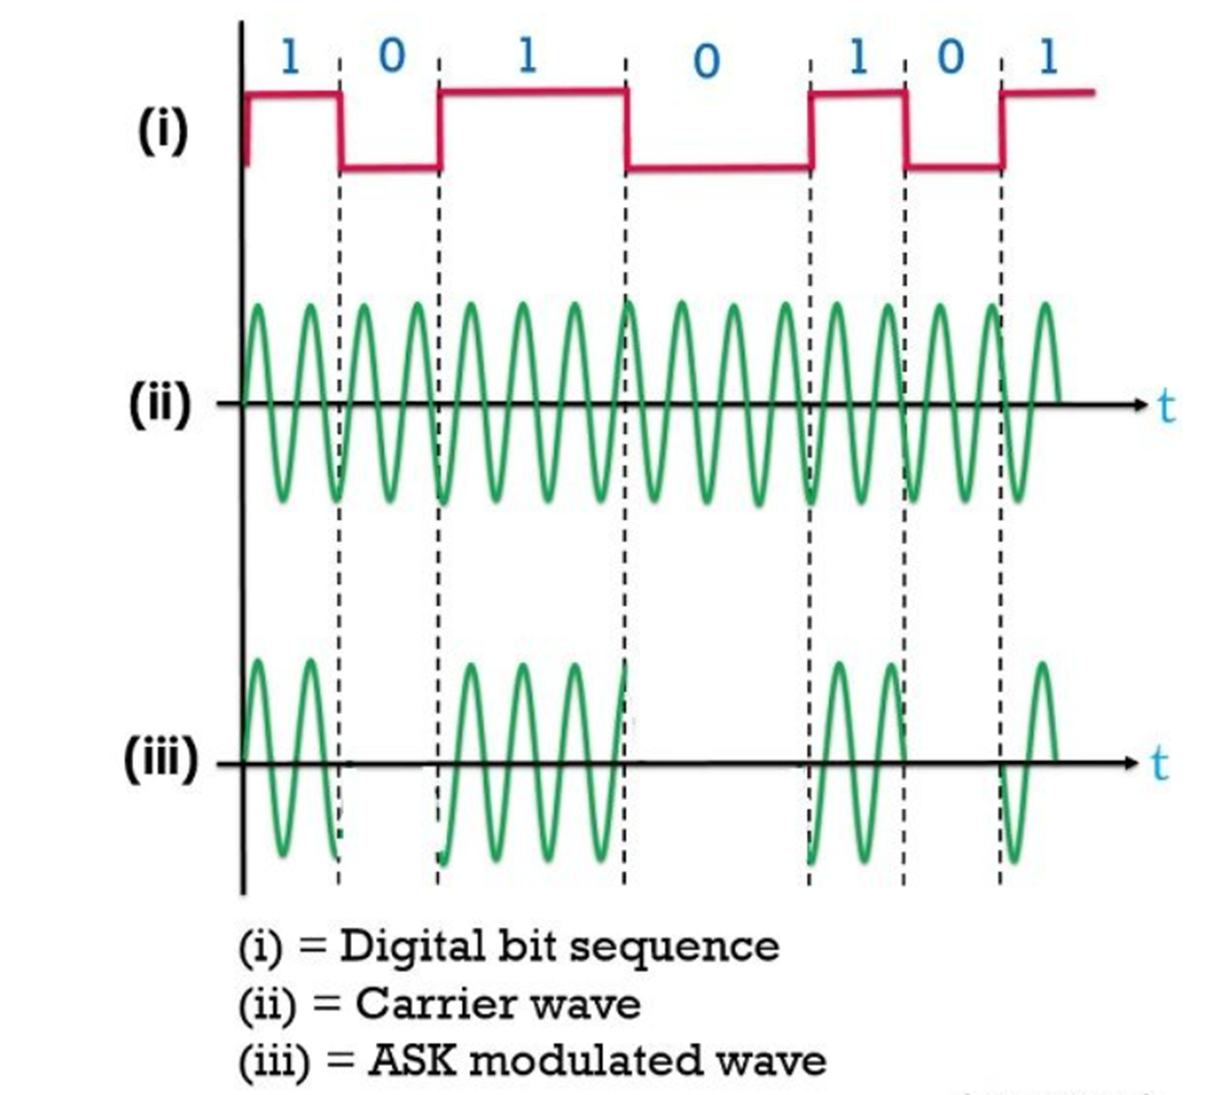 1 0 1 0 1 0 1
(i)
(ii) t
(iii) t
(i) = Digital bit sequence
(ii) = Carrier wave
(iii) = ASK modulated wave